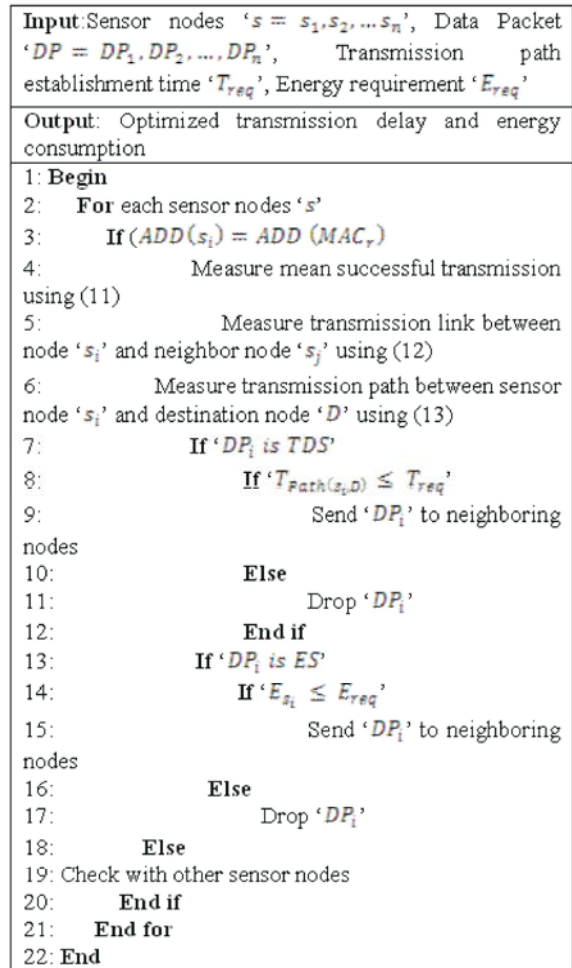 Input:Sensor nodes ‘s = s₁,s₂, ...sₙ’, Data Packet
‘DP = DP₁, DP₂, ..., DPₙ’, Transmission path
establishment time ‘T_req’, Energy requirement ‘E_req’
Output: Optimized transmission delay and energy
consumption
1: Begin
2: For each sensor nodes ‘s’
3: If (ADD(sᵢ) = ADD (MACᵣ)
4: Measure mean successful transmission
using (11)
5: Measure transmission link between
node ‘sᵢ’ and neighbor node ‘sⱼ’ using (12)
6: Measure transmission path between sensor
node ‘sᵢ’ and destination node ‘D’ using (13)
7: If ‘DPᵢ is TDS’
8: If ‘T_Path(sᵢ,D) ≤ T_req’
9: Send ‘DPᵢ’ to neighboring
nodes
10: Else
11: Drop ‘DPᵢ’
12: End if
13: If ‘DPᵢ is ES’
14: If ‘E_sᵢ ≤ E_req’
15: Send ‘DPᵢ’ to neighboring
nodes
16: Else
17: Drop ‘DPᵢ’
18: Else
19: Check with other sensor nodes
20: End if
21: End for
22: End